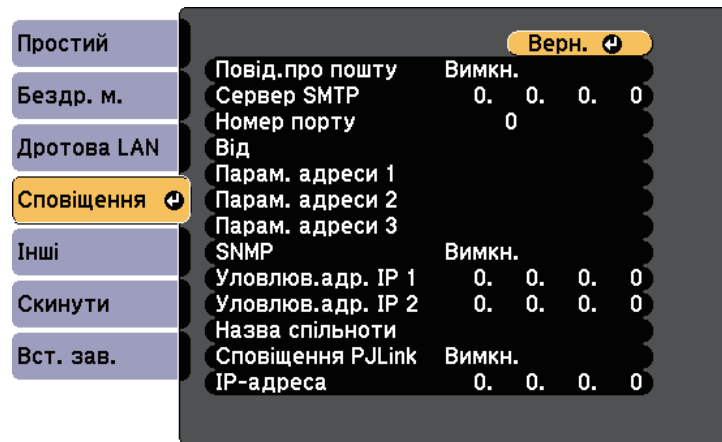 Простий
Бездр. м.
Дротова LAN
Сповіщення
Інші
Скинути
Вст. зав.
Верн.
Повід.про пошту Вимкн.
Сервер SMTP 0. 0. 0. 0
Номер порту 0
Від
Парам. адреси 1
Парам. адреси 2
Парам. адреси 3
SNMP Вимкн.
Уловлюв.адр. IP 1 0. 0. 0. 0
Уловлюв.адр. IP 2 0. 0. 0. 0
Назва спільноти
Сповіщення PJLink Вимкн.
IP-адреса 0. 0. 0. 0